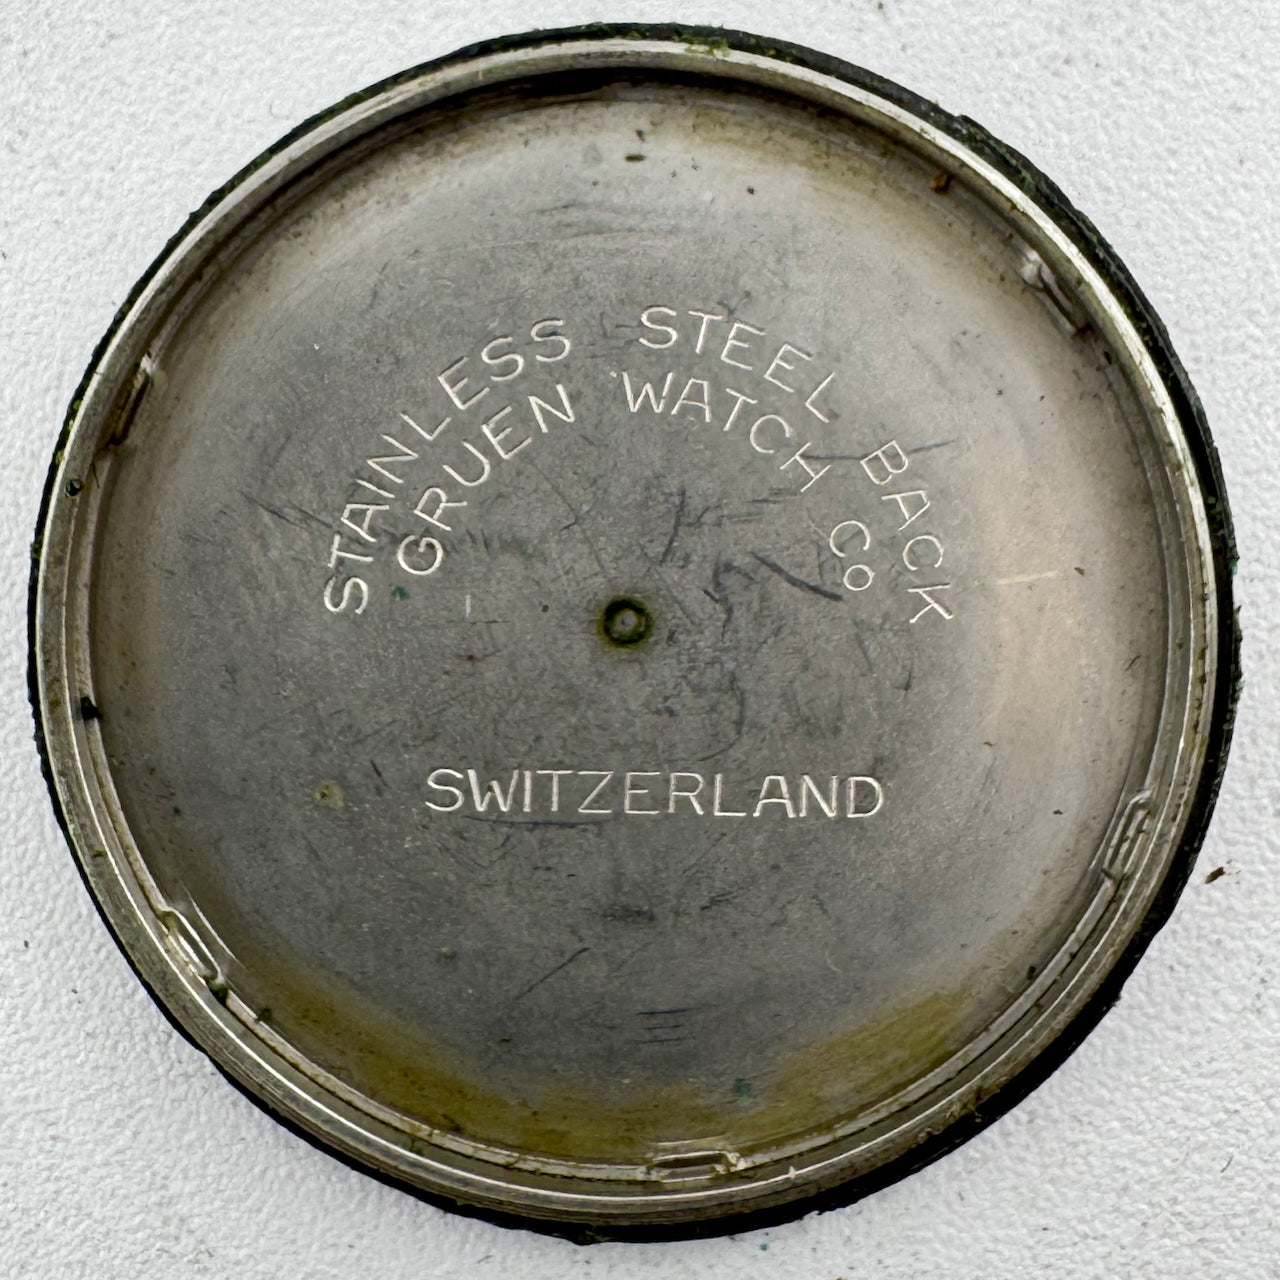 STAINLESS STEEL BACK
GRUEN WATCH Co
SWITZERLAND